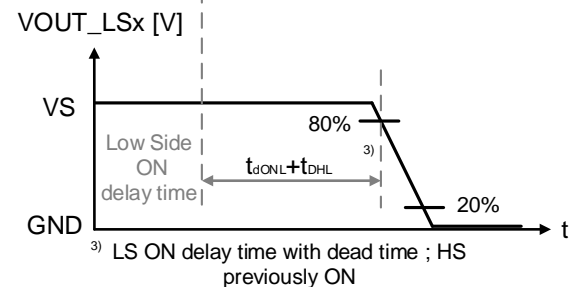 VOUT_LSx [V]
VS
80%
Low Side
ON
delay time
3)
tdONL+tDHL
20%
GND
t
3) LS ON delay time with dead time ; HS
previously ON